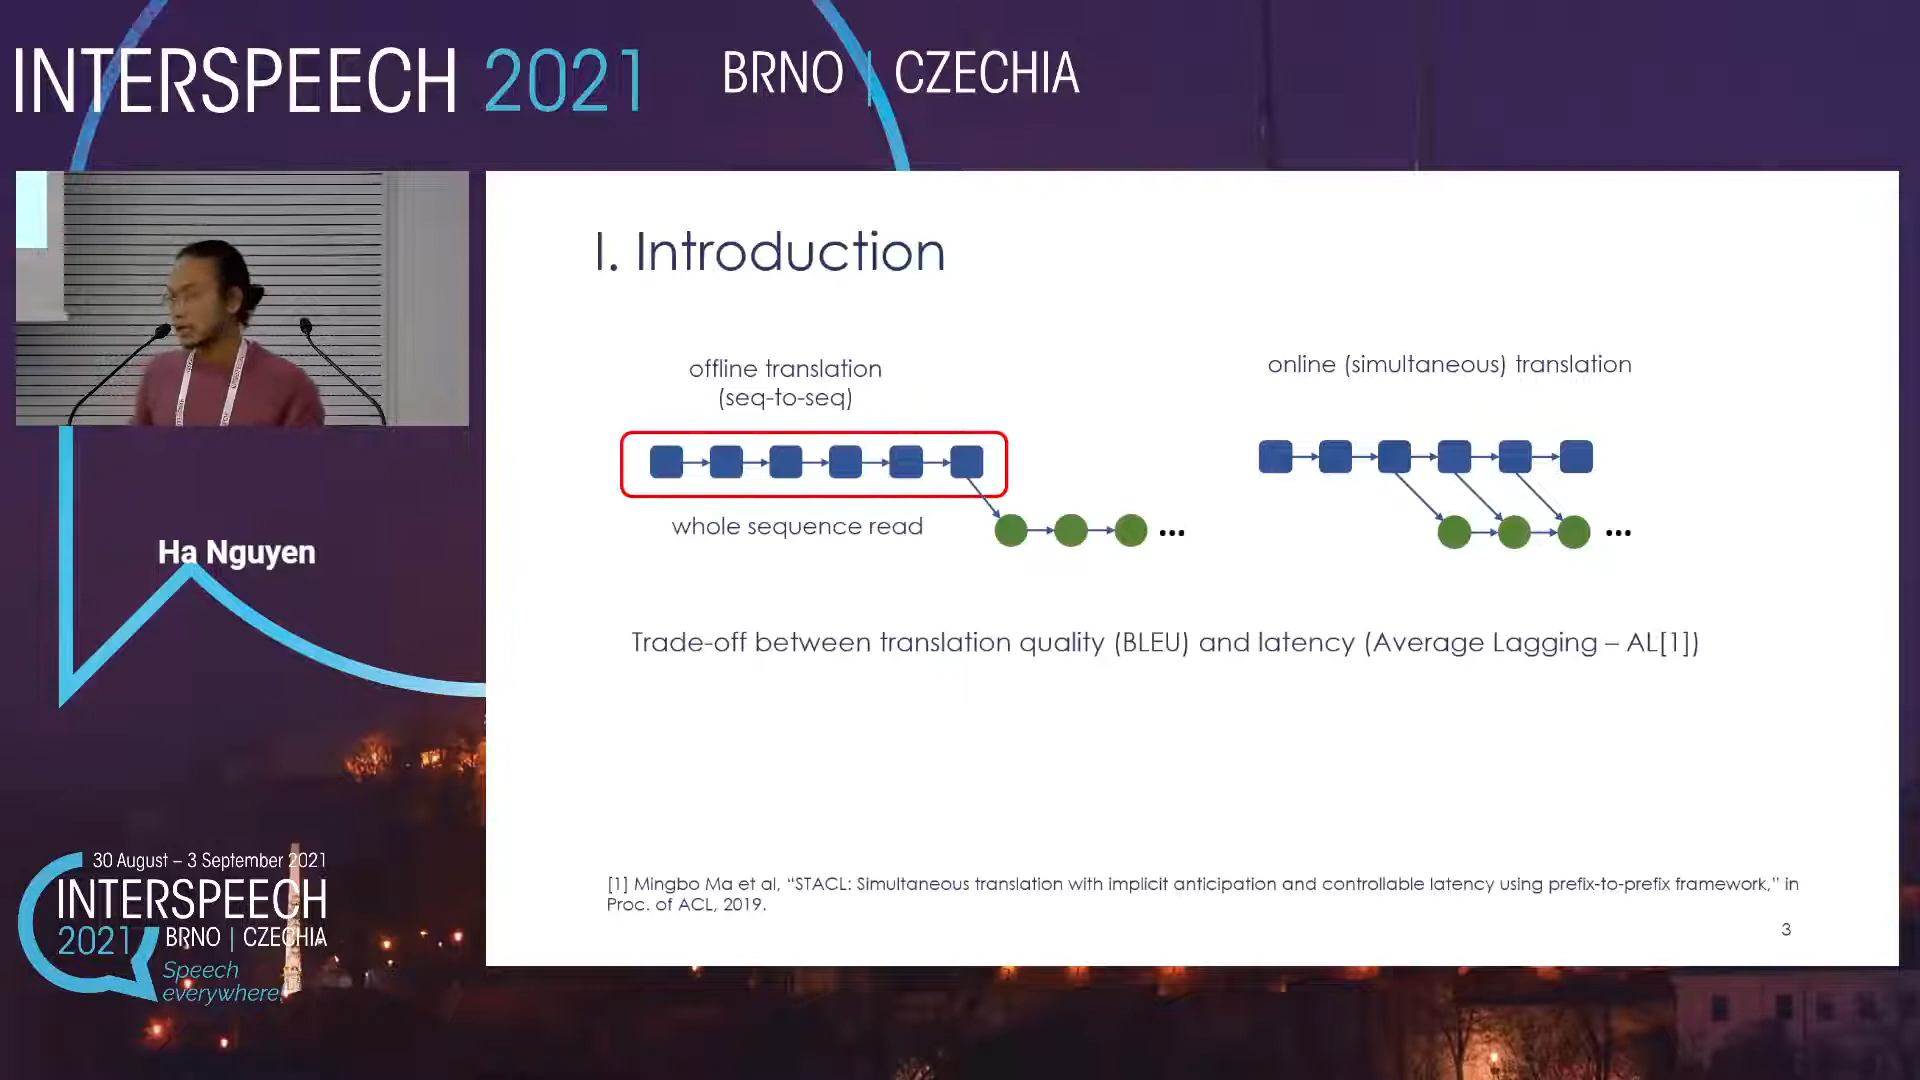 INTERSPEECH 2021 BRNO | CZECHIA
I. Introduction
offline translation
(seq-to-seq)
online (simultaneous) translation
whole sequence read
...
...
Trade-off between translation quality (BLEU) and latency (Average Lagging – AL[1])
[1] Mingbo Ma et al, “STACL: Simultaneous translation with implicit anticipation and controllable latency using prefix-to-prefix framework,” in
Proc. of ACL, 2019.
3
Ha Nguyen
30 August – 3 September 2021
INTERSPEECH
2021 BRNO | CZECHIA
Speech
everywhere!